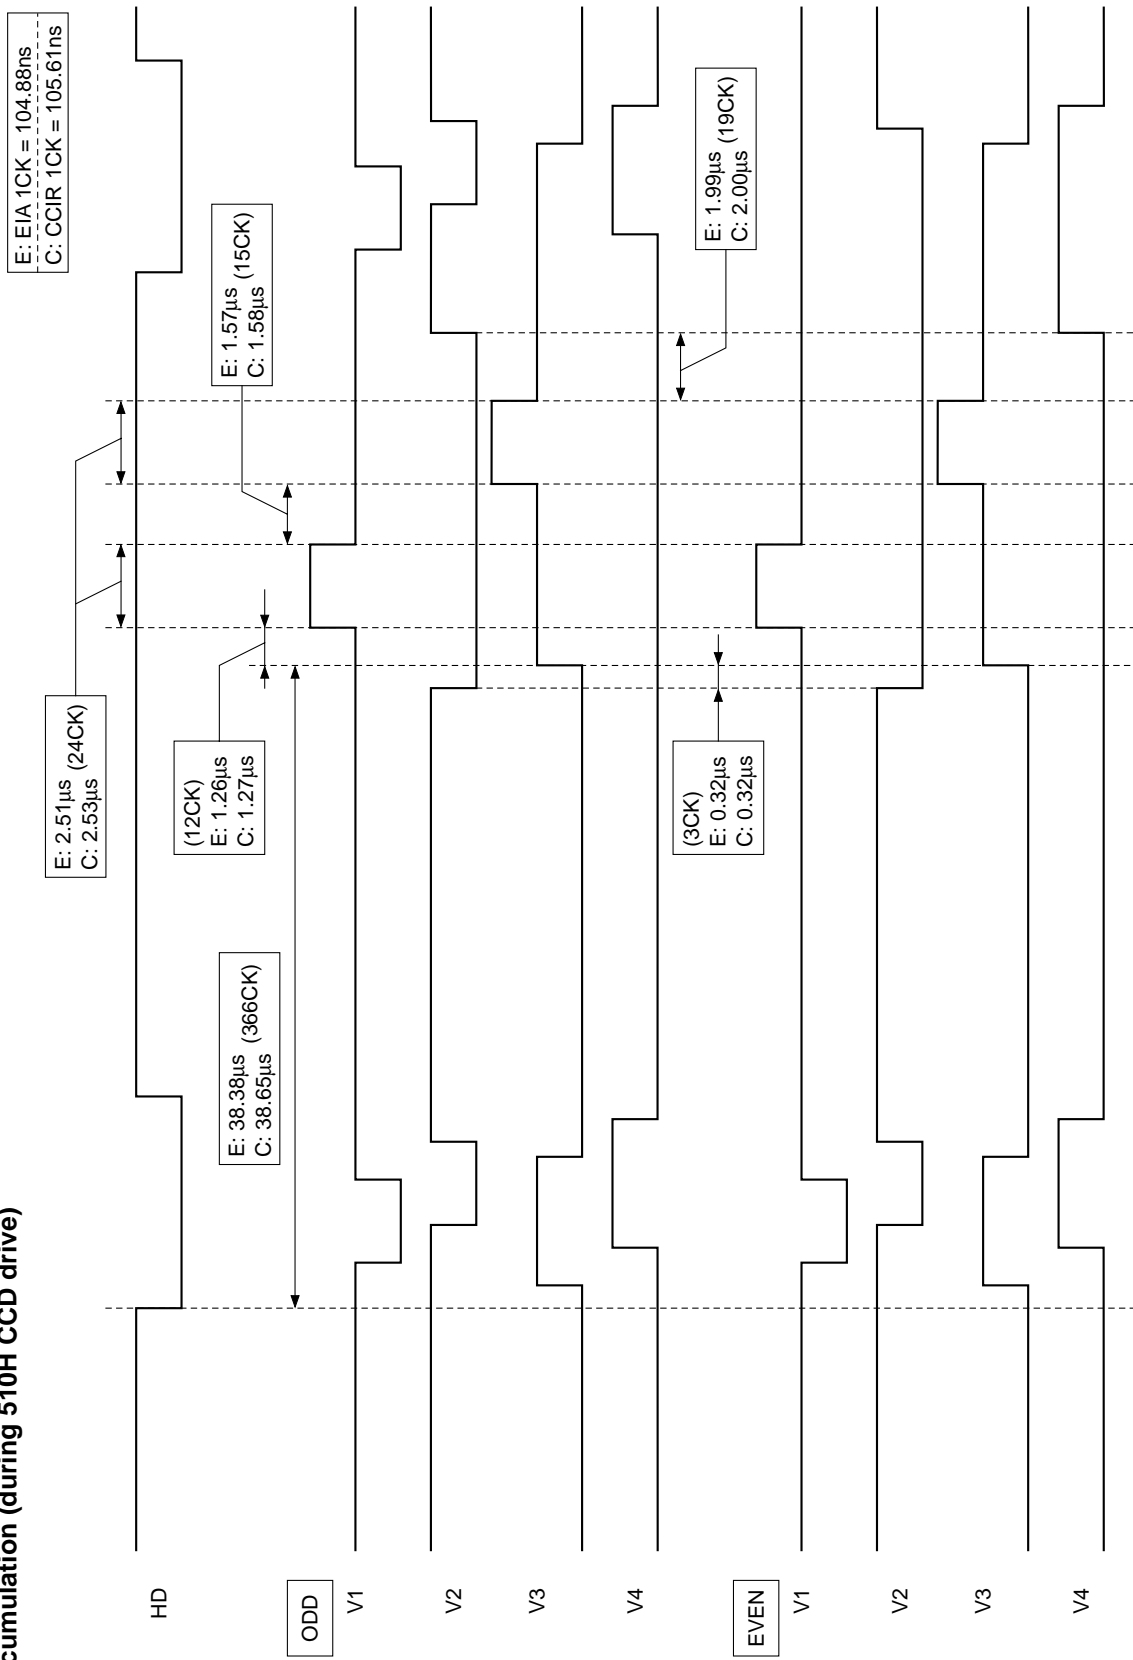 cumulation (during 510H CCD drive)
E: EIA 1CK = 104.88ns
C: CCIR 1CK = 105.61ns
HD
E: 2.51µs (24CK)
C: 2.53µs
E: 1.57µs (15CK)
C: 1.58µs
(12CK)
E: 1.26µs
C: 1.27µs
E: 38.38µs (366CK)
C: 38.65µs
ODD
V1
V2
V3
V4
E: 1.99µs (19CK)
C: 2.00µs
(3CK)
E: 0.32µs
C: 0.32µs
EVEN
V1
V2
V3
V4